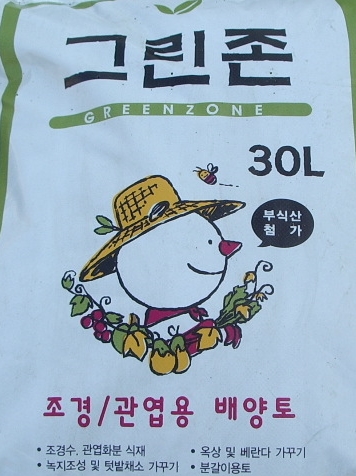 그린존
GREENZONE
30L
부식산
첨가
조경/관엽용 배양토
• 조경수, 관엽화분 식재
• 옥상 및 베란다 가꾸기
• 녹지조성 및 텃밭채소 가꾸기
• 분갈이용토